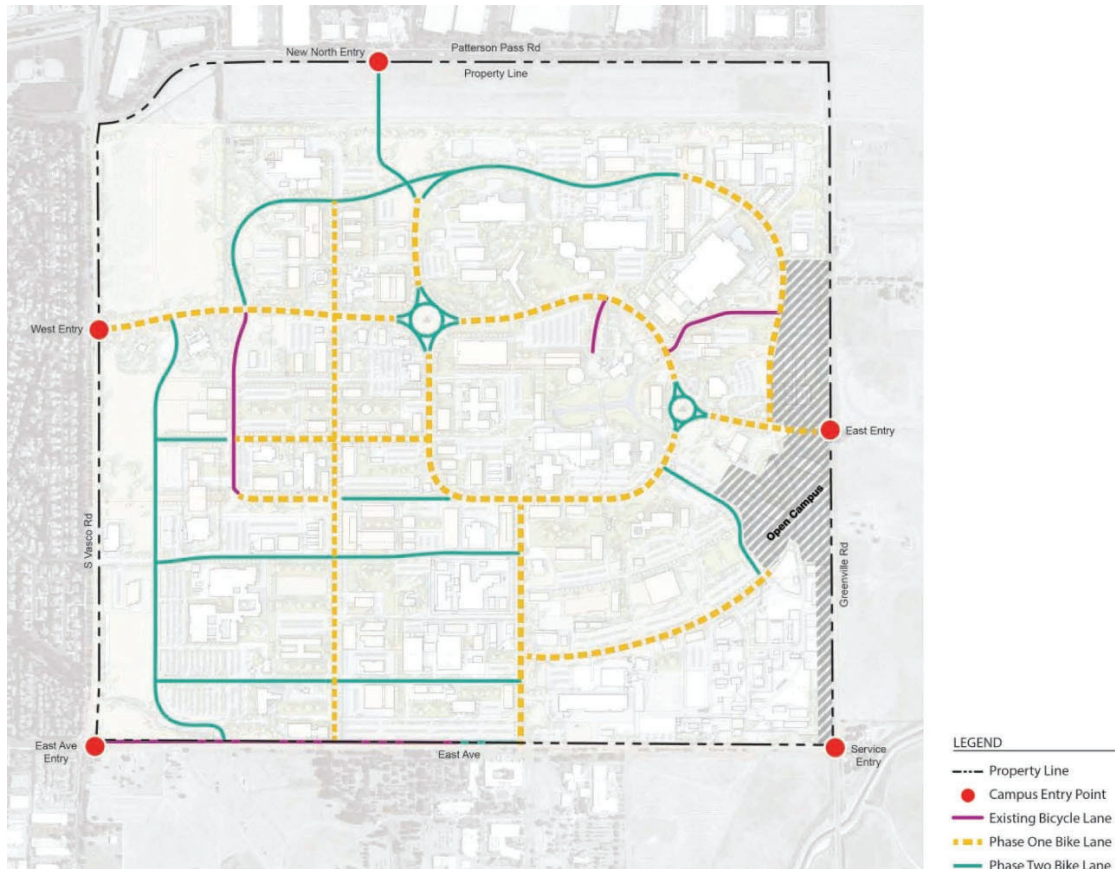 New North Entry
Patterson Pass Rd
Property Line
West Entry
East Entry
Open Campus
S Vasco Rd
Greenville Rd
East Ave
Entry
East Ave
Service
Entry
LEGEND
Property Line
Campus Entry Point
Existing Bicycle Lane
Phase One Bike Lane
Phase Two Bike Lane